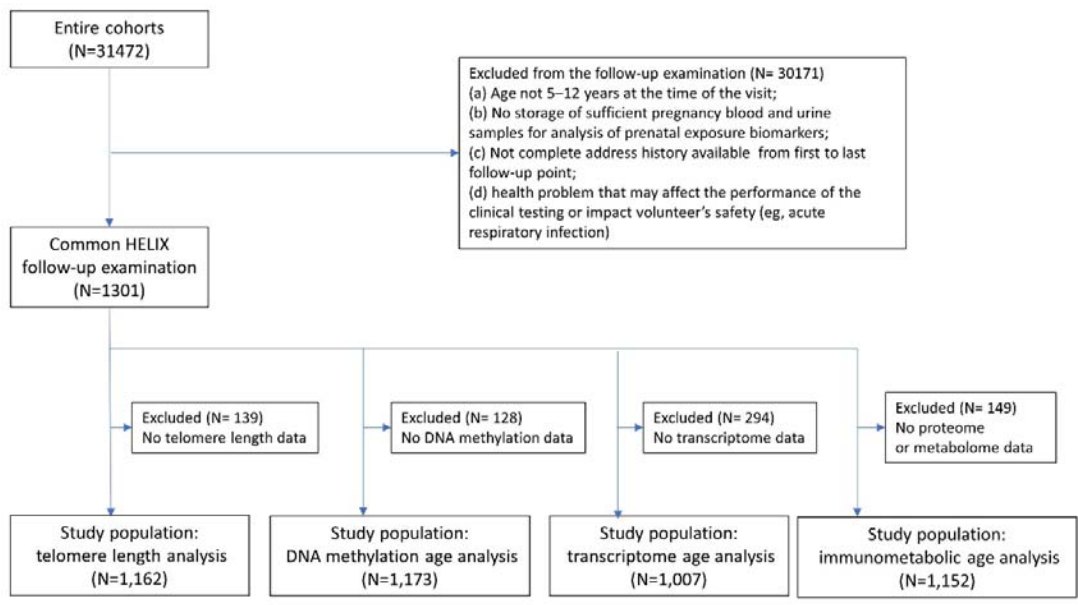 Entire cohorts
(N=31472)
Excluded from the follow-up examination (N= 30171)
(a) Age not 5–12 years at the time of the visit;
(b) No storage of sufficient pregnancy blood and urine
samples for analysis of prenatal exposure biomarkers;
(c) Not complete address history available from first to last
follow-up point;
(d) health problem that may affect the performance of the
clinical testing or impact volunteer's safety (eg, acute
respiratory infection)
Common HELIX
follow-up examination
(N=1301)
Excluded (N= 139)
No telomere length data
Excluded (N= 128)
No DNA methylation data
Excluded (N= 294)
No transcriptome data
Excluded (N= 149)
No proteome
or metabolome data
Study population:
telomere length analysis
(N=1,162)
Study population:
DNA methylation age analysis
(N=1,173)
Study population:
transcriptome age analysis
(N=1,007)
Study population:
immunometabolic age analysis
(N=1,152)